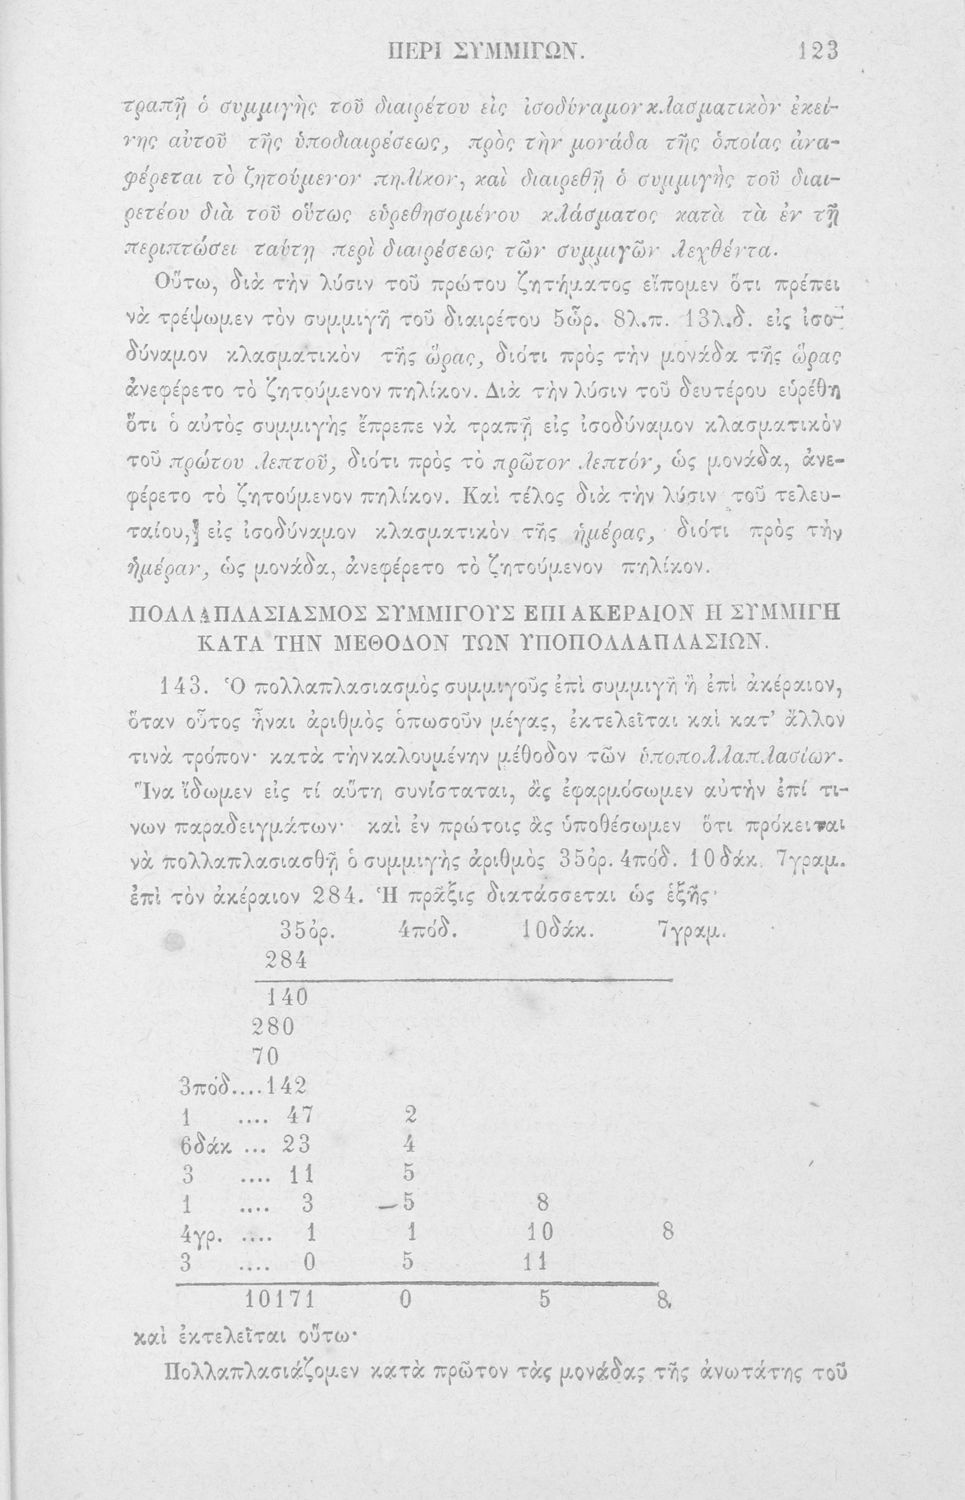 ΠΕΡΙ ΣΥΜΜΙΓΩΝ. 123
τραπῇ ὁ συμμιγὴς τοῦ διαιρέτου εἰς ἰσοδύναμον κλασματικὸν ἐκεί-
νης αὐτοῦ τῆς ὑποδιαιρέσεως, πρὸς τὴν μονάδα τῆς ὁποίας ἀνα-
φέρεται τὸ ζητούμενον πηλίκον, καὶ διαιρεθῇ ὁ συμμιγὴς τοῦ διαι-
ρετέου διὰ τοῦ οὕτως εὑρεθησομένου κλάσματος κατὰ τὰ ἐν τῇ
περιπτώσει ταύτῃ περὶ διαιρέσεως τῶν συμμιγῶν λεχθέντα.
Οὕτω, διὰ τὴν λύσιν τοῦ πρώτου ζητήματος εἴπομεν ὅτι πρέπει
νὰ τρέψωμεν τὸν συμμιγῆ τοῦ διαιρέτου 5ὧρ. 8λ.π. 13λ.δ. εἰς ἰσο-
δύναμον κλασματικὸν τῆς ὥρας, διότι πρὸς τὴν μονάδα τῆς ὥρας
ἀνεφέρετο τὸ ζητούμενον πηλίκον. Διὰ τὴν λύσιν τοῦ δευτέρου εὑρέθη
ὅτι ὁ αὐτὸς συμμιγὴς ἔπρεπε νὰ τραπῇ εἰς ἰσοδύναμον κλασματικὸν
τοῦ πρώτου λεπτοῦ, διότι πρὸς τὸ πρῶτον λεπτόν, ὡς μονάδα, ἀνε-
φέρετο τὸ ζητούμενον πηλίκον. Καὶ τέλος διὰ τὴν λύσιν τοῦ τελευ-
ταίου, εἰς ἰσοδύναμον κλασματικὸν τῆς ἡμέρας, διότι πρὸς τὴν
ἡμέραν, ὡς μονάδα, ἀνεφέρετο τὸ ζητούμενον πηλίκον.
ΠΟΛΛΑΠΛΑΣΙΑΣΜΟΣ ΣΥΜΜΙΓΟΥΣ ΕΠΙ ΑΚΕΡΑΙΟΝ Η ΣΥΜΜΙΓΗ
ΚΑΤΑ ΤΗΝ ΜΕΘΟΔΟΝ ΤΩΝ ΥΠΟΠΟΛΛΑΠΛΑΣΙΩΝ.
143. Ὁ πολλαπλασιασμὸς συμμιγοῦς ἐπὶ συμμιγῆ ἢ ἐπὶ ἀκέραιον,
ὅταν οὗτος ἦναι ἀριθμὸς ὁπωσοῦν μέγας, ἐκτελεῖται καὶ κατ’ ἄλλον
τινὰ τρόπον· κατὰ τὴν καλουμένην μέθοδον τῶν ὑποπολλαπλασίων.
Ἵνα ἴδωμεν εἰς τί αὕτη συνίσταται, ἂς ἐφαρμόσωμεν αὐτὴν ἐπί τι-
νων παραδειγμάτων· καὶ ἐν πρώτοις ἂς ὑποθέσωμεν ὅτι πρόκειται
νὰ πολλαπλασιασθῇ ὁ συμμιγὴς ἀριθμὸς 35ὀρ. 4πόδ. 10δάκ. 7γραμ.
ἐπὶ τὸν ἀκέραιον 284. Ἡ πρᾶξις διατάσσεται ὡς ἑξῆς·
35ὀρ. 4πόδ. 10δάκ. 7γραμ.
284
140
280
70
3πόδ....142
1 .... 47 2
6δάκ ... 23 4
3 .... 11 5
1 .... 3 —5 8
4γρ. .... 1 1 10 8
3 .... 0 5 11
10171 0 5 8.
καὶ ἐκτελεῖται οὕτω·
Πολλαπλασιάζομεν κατὰ πρῶτον τὰς μονάδας τῆς ἀνωτάτης τοῦ